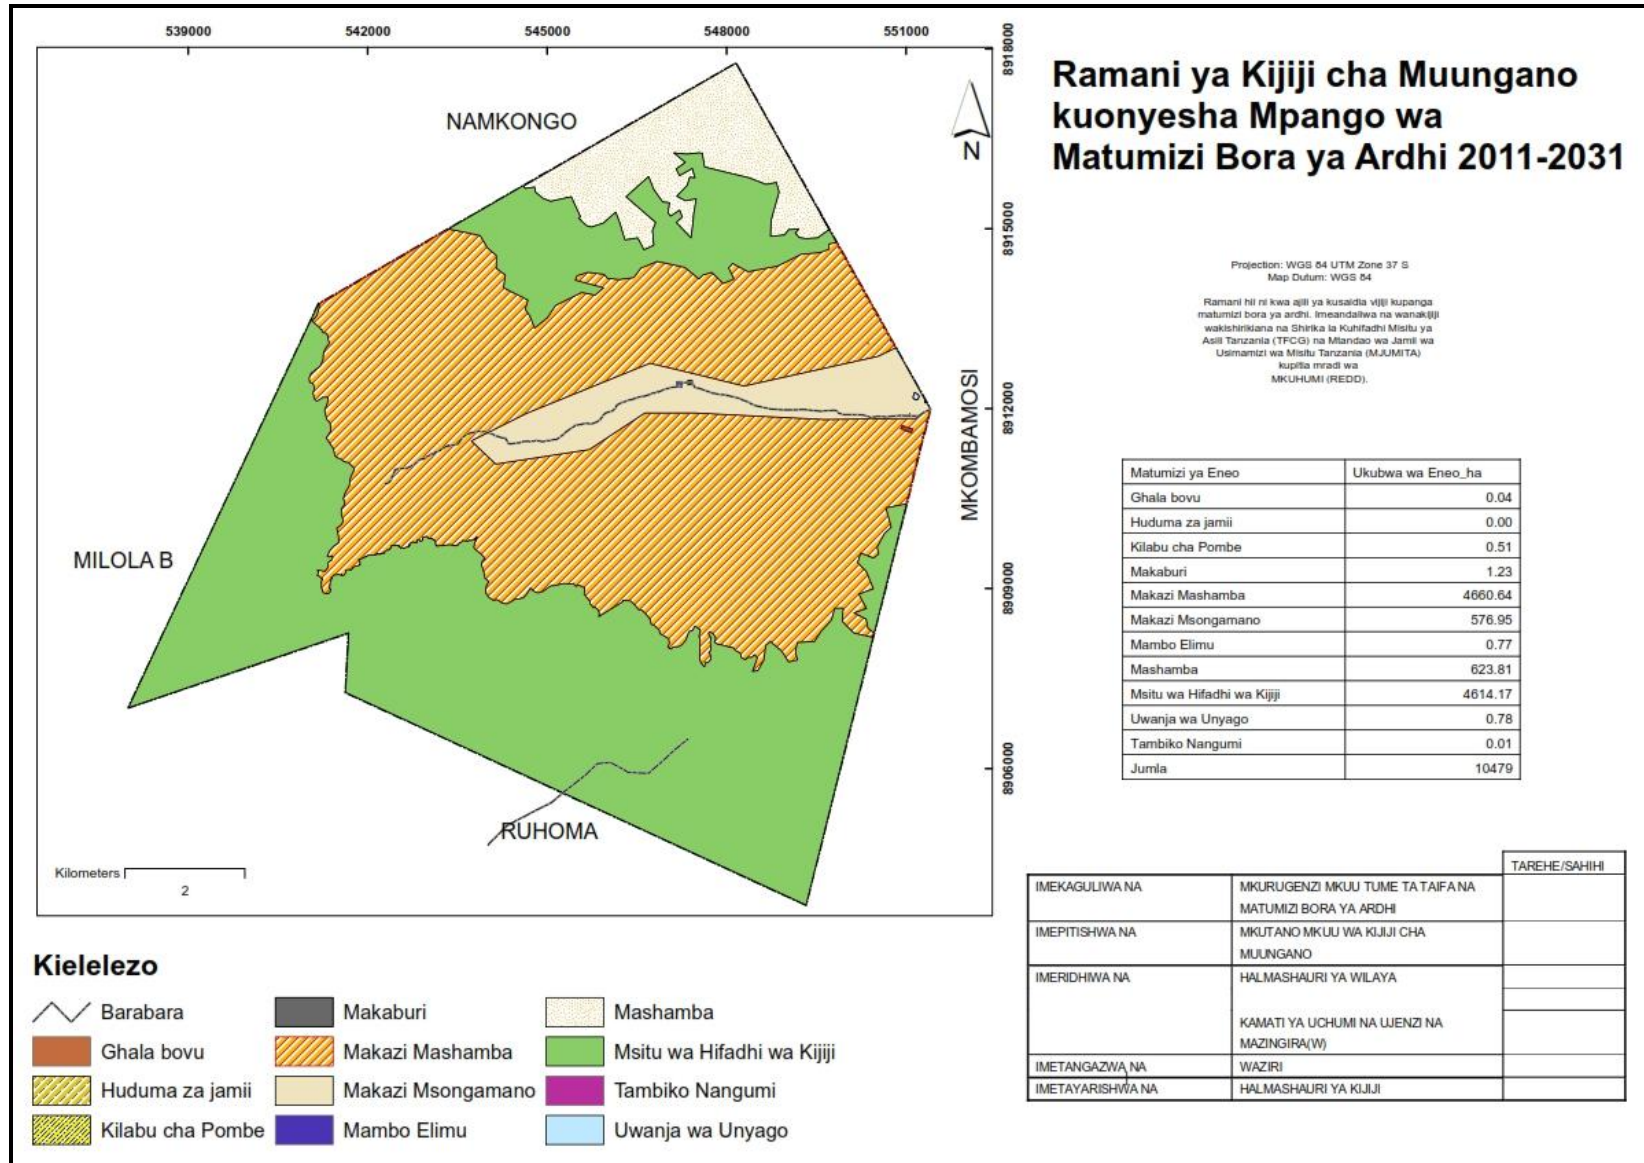 539000 542000 545000 548000 551000
8918000
8915000
8912000
8909000
8906000
NAMKONGO
N
MKOMBAMOSI
MILOLA B
RUHOMA
Kilometers
2
Ramani ya Kijiji cha Muungano
kuonyesha Mpango wa
Matumizi Bora ya Ardhi 2011-2031
Projection: WGS 84 UTM Zone 37 S
Map Dutum: WGS 84
Ramani hii ni kwa ajili ya kusaidia vijiji kupanga
matumizi bora ya ardhi. Imeandaliwa na wanakijiji
wakishirikiana na Shirika la Kuhifadhi Misitu ya
Asili Tanzania (TFCG) na Mtandao wa Jamii wa
Usimamizi wa Misitu Tanzania (MJUMITA)
kupitia mradi wa
MKUHUMI (REDD).
Matumizi ya Eneo Ukubwa wa Eneo_ha
Ghala bovu 0.04
Huduma za jamii 0.00
Kilabu cha Pombe 0.51
Makaburi 1.23
Makazi Mashamba 4660.64
Makazi Msongamano 576.95
Mambo Elimu 0.77
Mashamba 623.81
Msitu wa Hifadhi wa Kijiji 4614.17
Uwanja wa Unyago 0.78
Tambiko Nangumi 0.01
Jumla 10479
TAREHE/SAHIHI
IMEKAGULIWA NA MKURUGENZI MKUU TUME TA TAIFA NA
MATUMIZI BORA YA ARDHI
IMEPITISHWA NA MKUTANO MKUU WA KIJIJI CHA
MUUNGANO
IMERIDHIWA NA HALMASHAURI YA WILAYA
KAMATI YA UCHUMI NA UJENZI NA
MAZINGIRA(W)
IMETANGAZWA NA WAZIRI
IMETAYARISHWA NA HALMASHAURI YA KIJIJI
Kielelezo
Barabara Makaburi Mashamba
Ghala bovu Makazi Mashamba Msitu wa Hifadhi wa Kijiji
Huduma za jamii Makazi Msongamano Tambiko Nangumi
Kilabu cha Pombe Mambo Elimu Uwanja wa Unyago